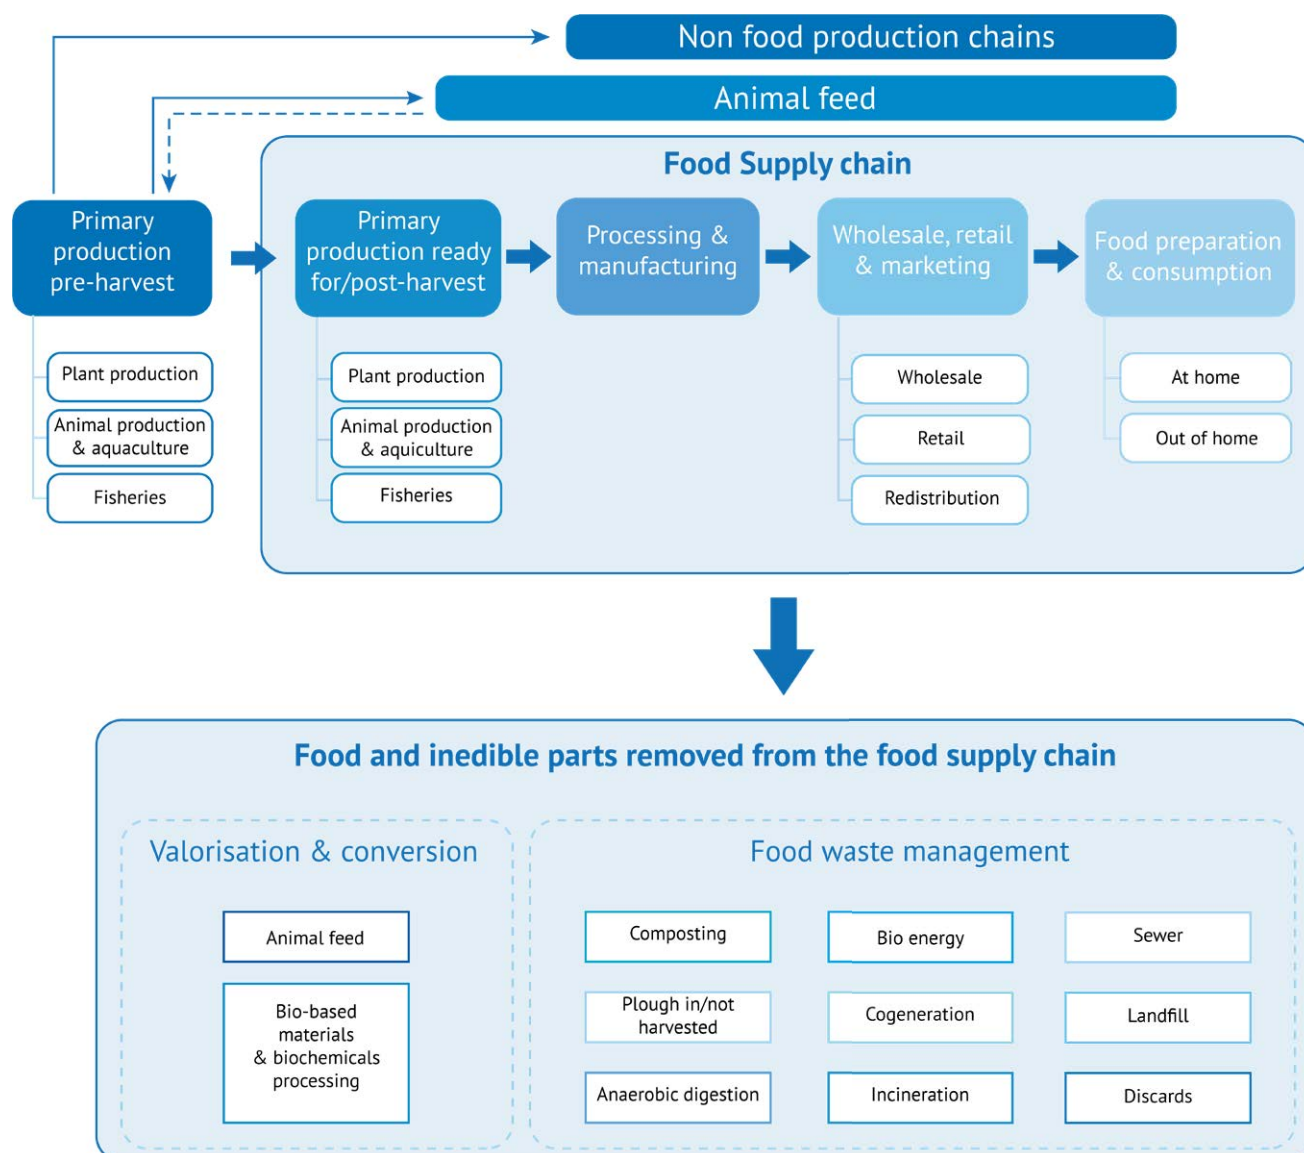 Non food production chains
Animal feed
Food Supply chain
Primary
production
pre-harvest
Primary
production ready
for/post-harvest
Processing &
manufacturing
Wholesale, retail
& marketing
Food preparation
& consumption
Plant production
Animal production
& aquaculture
Fisheries
Plant production
Animal production
& aquiculture
Fisheries
Wholesale
Retail
Redistribution
At home
Out of home
Food and inedible parts removed from the food supply chain
Valorisation & conversion
Animal feed
Bio-based
materials
& biochemicals
processing
Food waste management
Composting
Bio energy
Sewer
Plough in/not
harvested
Cogeneration
Landfill
Anaerobic digestion
Incineration
Discards